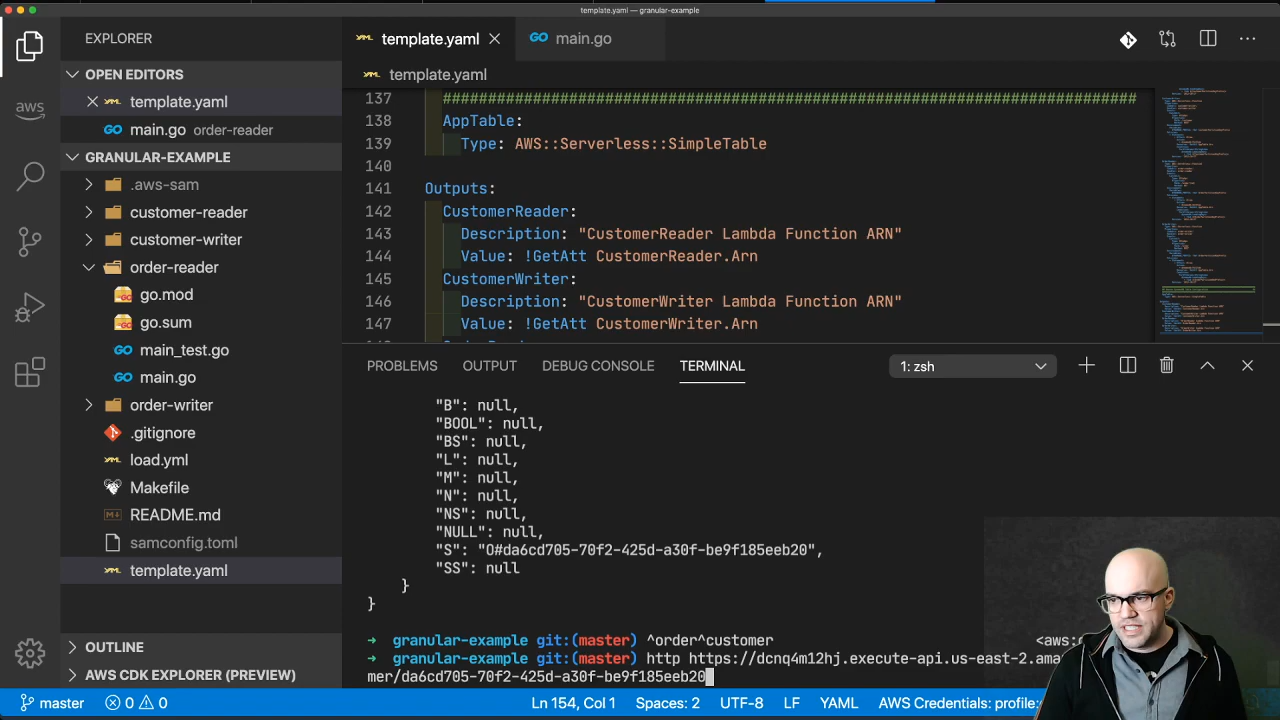 template.yaml — granular-example
EXPLORER
OPEN EDITORS
template.yaml
main.go order-reader
GRANULAR-EXAMPLE
.aws-sam
customer-reader
customer-writer
order-reader
go.mod
go.sum
main_test.go
main.go
order-writer
.gitignore
load.yml
Makefile
README.md
samconfig.toml
template.yaml
OUTLINE
AWS CDK EXPLORER (PREVIEW)
aws
template.yaml
main.go
template.yaml
137 #############################################################################
138 AppTable:
139 Type: AWS::Serverless::SimpleTable
140
141 Outputs:
142 CustomerReader:
143 Description: "CustomerReader Lambda Function ARN"
144 Value: !GetAtt CustomerReader.Arn
145 CustomerWriter:
146 Description: "CustomerWriter Lambda Function ARN"
147 Value: !GetAtt CustomerWriter.Arn
PROBLEMS OUTPUT DEBUG CONSOLE TERMINAL 1: zsh
"B": null,
"BOOL": null,
"BS": null,
"L": null,
"M": null,
"N": null,
"NS": null,
"NULL": null,
"S": "O#da6cd705-70f2-425d-a30f-be9f185eeb20",
"SS": null
}
}
➜ granular-example git:(master) ^order^customer <aws:
➜ granular-example git:(master) http https://dcnq4m12hj.execute-api.us-east-2.ama
mer/da6cd705-70f2-425d-a30f-be9f185eeb20
master 0 0 Ln 154, Col 1 Spaces: 2 UTF-8 LF YAML AWS Credentials: profile: